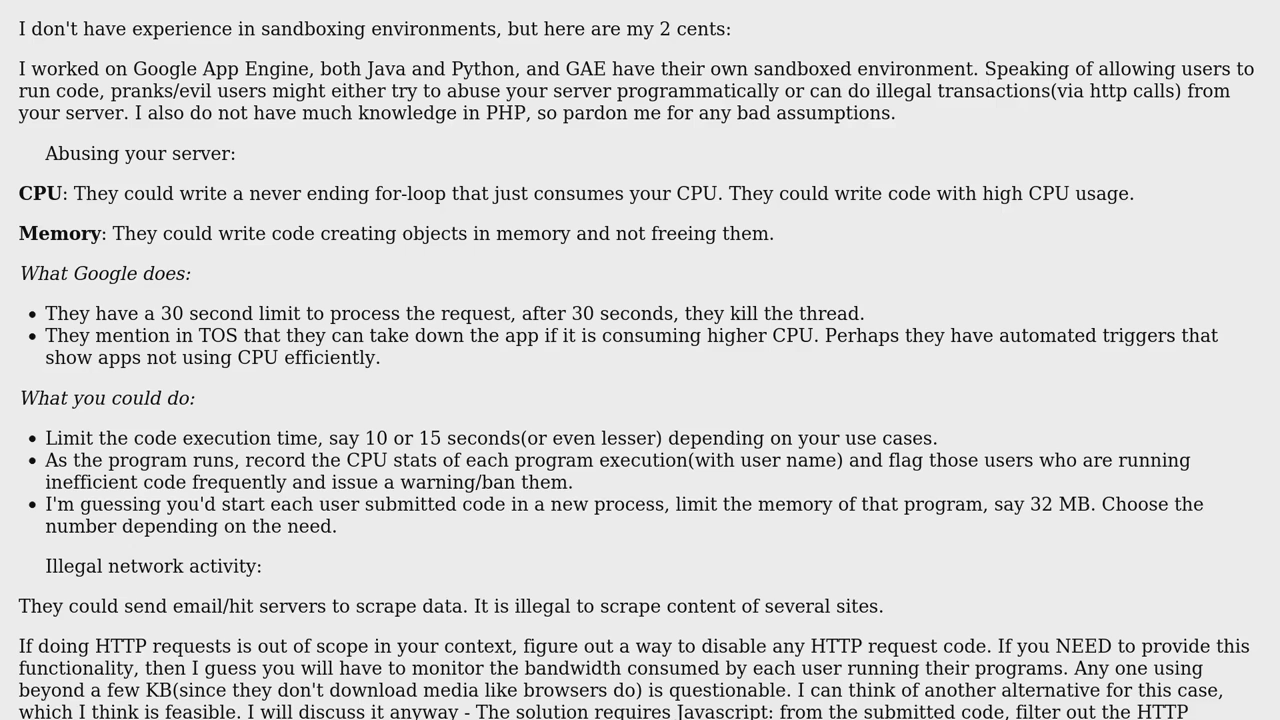 I don't have experience in sandboxing environments, but here are my 2 cents:
I worked on Google App Engine, both Java and Python, and GAE have their own sandboxed environment. Speaking of allowing users to
run code, pranks/evil users might either try to abuse your server programmatically or can do illegal transactions(via http calls) from
your server. I also do not have much knowledge in PHP, so pardon me for any bad assumptions.
Abusing your server:
CPU: They could write a never ending for-loop that just consumes your CPU. They could write code with high CPU usage.
Memory: They could write code creating objects in memory and not freeing them.
What Google does:
• They have a 30 second limit to process the request, after 30 seconds, they kill the thread.
• They mention in TOS that they can take down the app if it is consuming higher CPU. Perhaps they have automated triggers that
show apps not using CPU efficiently.
What you could do:
• Limit the code execution time, say 10 or 15 seconds(or even lesser) depending on your use cases.
• As the program runs, record the CPU stats of each program execution(with user name) and flag those users who are running
inefficient code frequently and issue a warning/ban them.
• I'm guessing you'd start each user submitted code in a new process, limit the memory of that program, say 32 MB. Choose the
number depending on the need.
Illegal network activity:
They could send email/hit servers to scrape data. It is illegal to scrape content of several sites.
If doing HTTP requests is out of scope in your context, figure out a way to disable any HTTP request code. If you NEED to provide this
functionality, then I guess you will have to monitor the bandwidth consumed by each user running their programs. Any one using
beyond a few KB(since they don't download media like browsers do) is questionable. I can think of another alternative for this case,
which I think is feasible. I will discuss it anyway - The solution requires Javascript: from the submitted code, filter out the HTTP